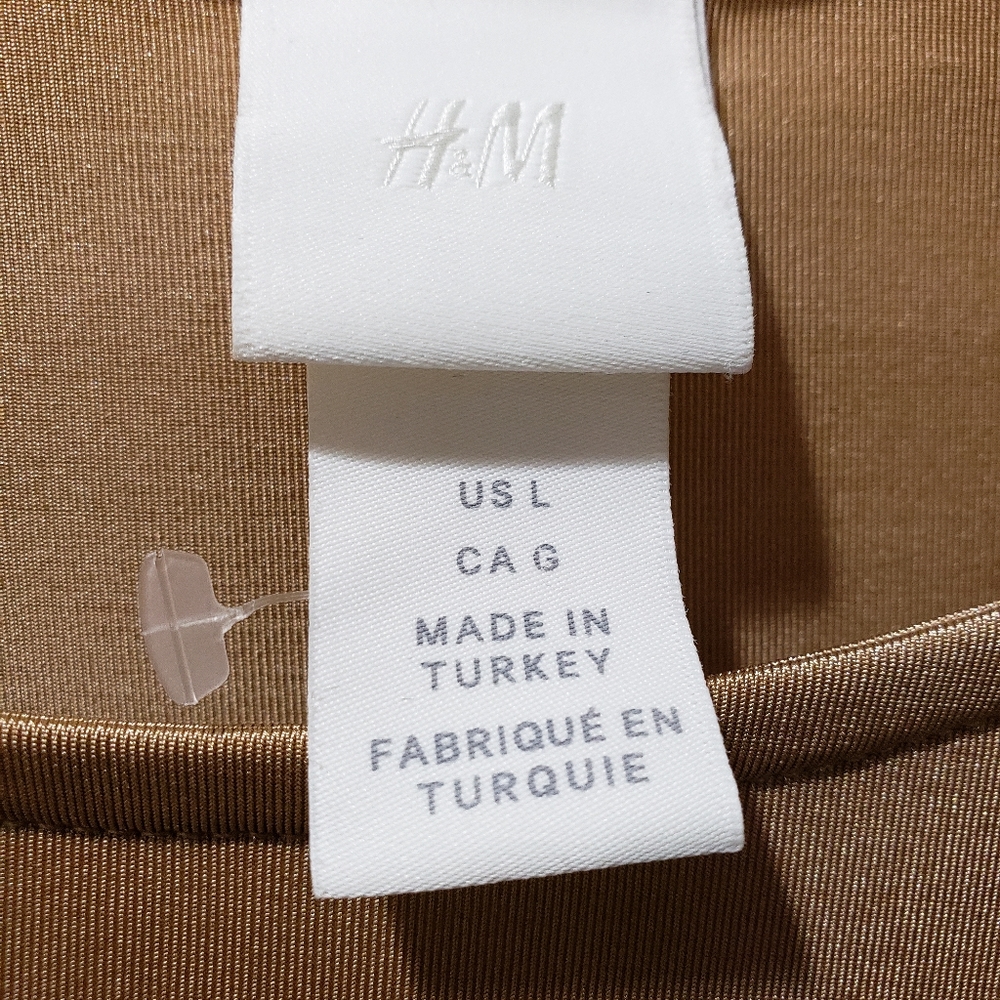 H&M
US L
CA G
MADE IN
TURKEY
FABRIQUÉ EN
TURQUIE